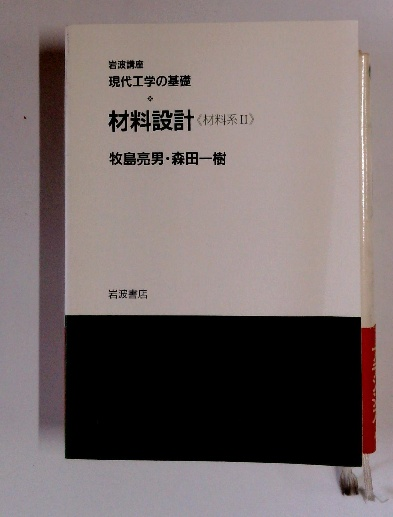 岩波講座
現代工学の基礎
材料設計《材料系II》
牧島亮男・森田一樹
岩波書店